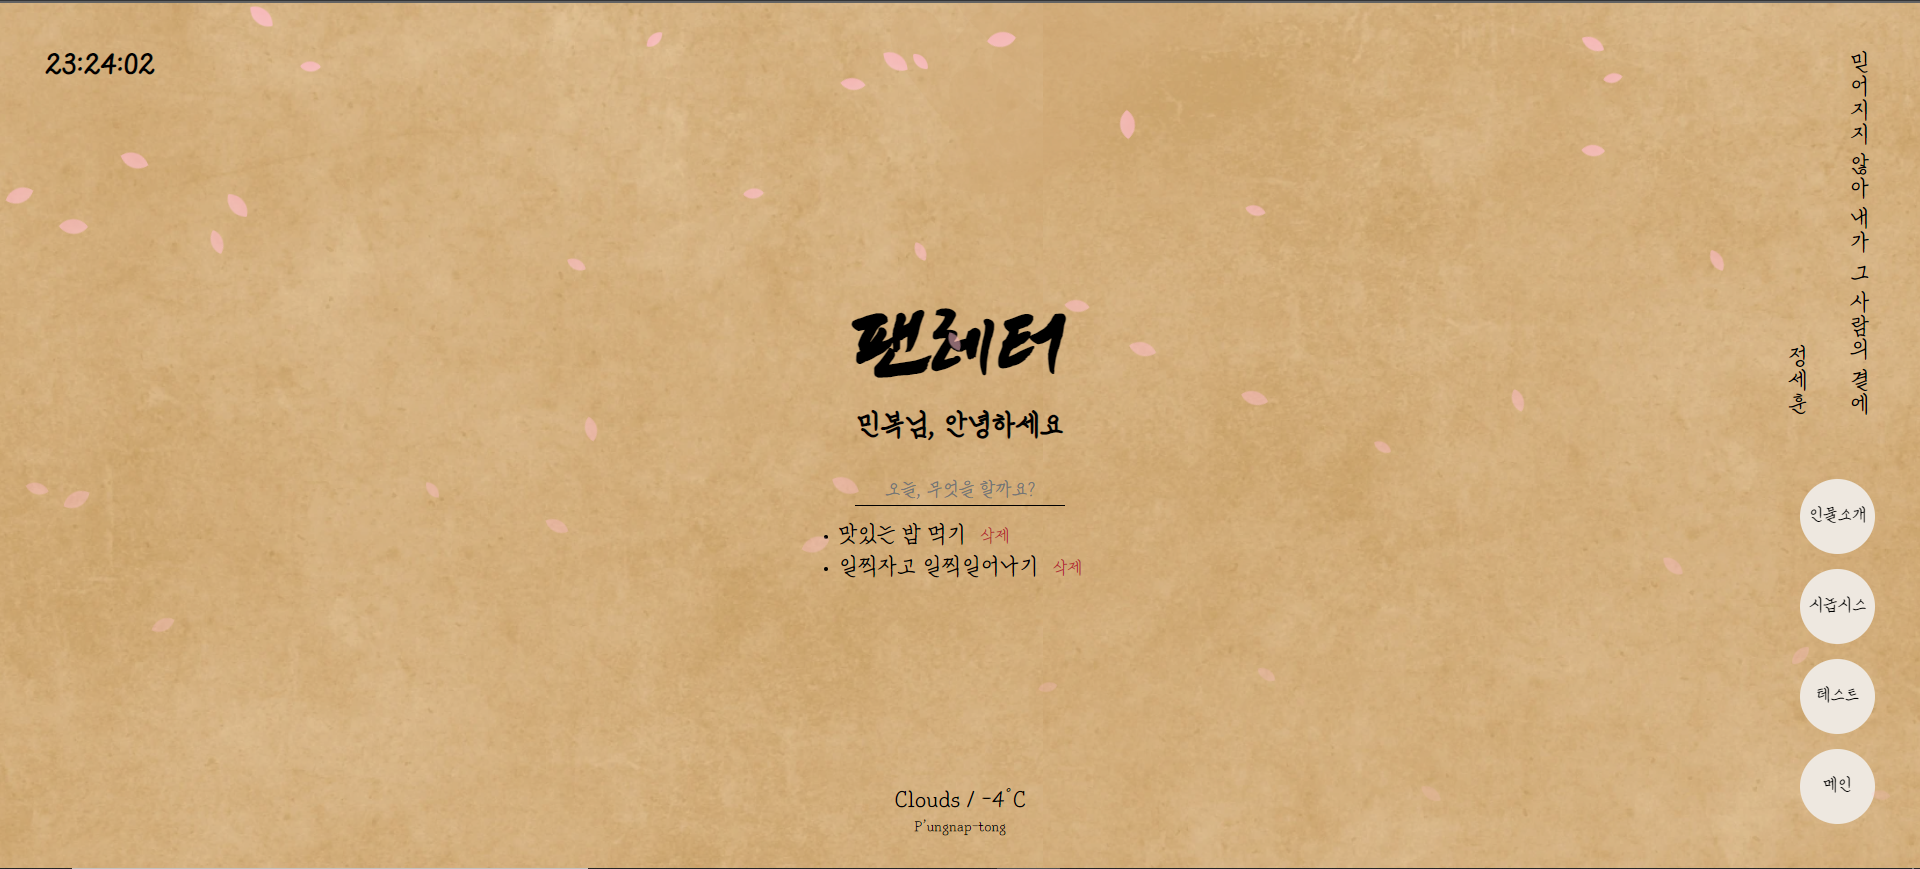 23:24:02
믿어지지 않아 내가 그 사람의 곁에
정세훈
팬레터
민복님, 안녕하세요
오늘, 무엇을 할까요?
맛있는 밥 먹기 삭제
일찍자고 일찍일어나기 삭제
인물소개
시놉시스
테스트
메인
Clouds / -4°C
P'ungnap-tong